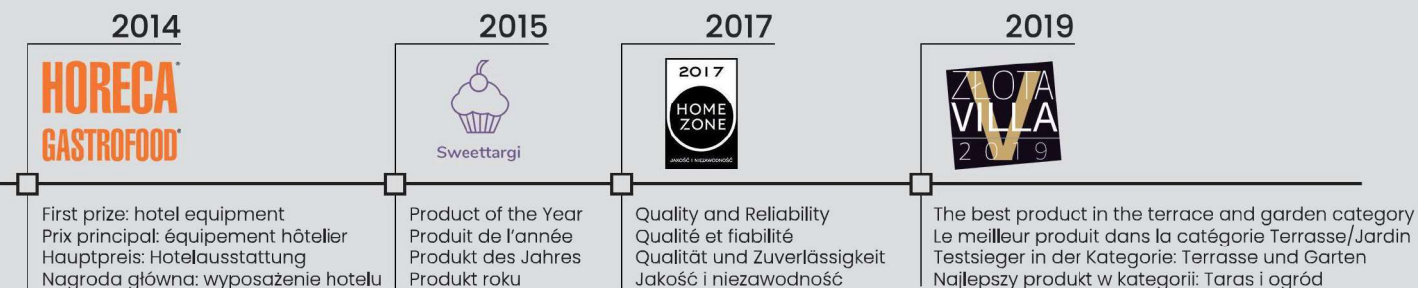 2014
HORECA
GASTROFOOD
First prize: hotel equipment
Prix principal: équipement hôtelier
Hauptpreis: Hotelausstattung
Nagroda główna: wyposażenie hotelu
2015
Sweettargi
Product of the Year
Produit de l'année
Produkt des Jahres
Produkt roku
2017
2017
HOME
ZONE
JAKOŚĆ I NIEZAWODNOŚĆ
Quality and Reliability
Qualité et fiabilité
Qualität und Zuverlässigkeit
Jakość i niezawodność
2019
ZŁOTA
VILLA
V
2019
The best product in the terrace and garden category
Le meilleur produit dans la catégorie Terrasse/Jardin
Testsieger in der Kategorie: Terrasse und Garten
Najlepszy produkt w kategorii: Taras i ogród